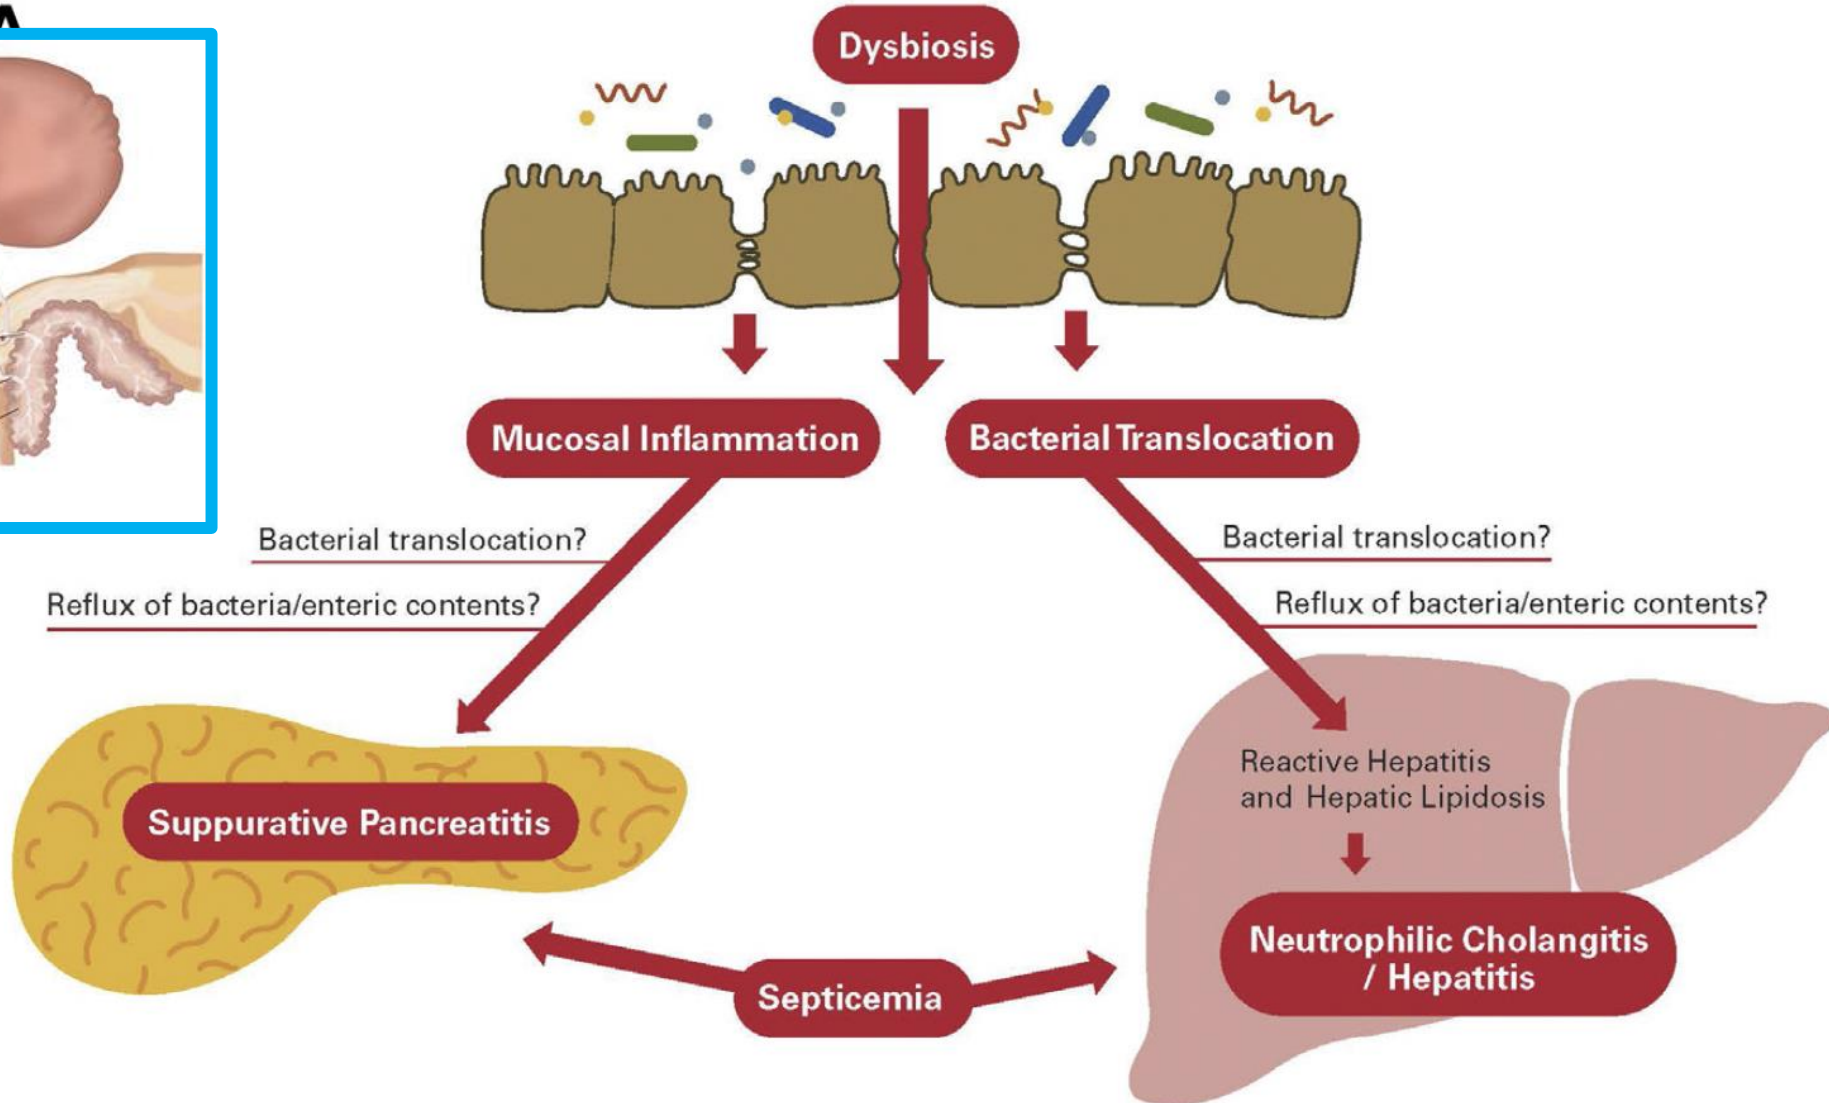 A
Dysbiosis
Mucosal Inflammation
Bacterial Translocation
Bacterial translocation?
Reflux of bacteria/enteric contents?
Bacterial translocation?
Reflux of bacteria/enteric contents?
Suppurative Pancreatitis
Reactive Hepatitis
and Hepatic Lipidosis
Neutrophilic Cholangitis
/ Hepatitis
Septicemia